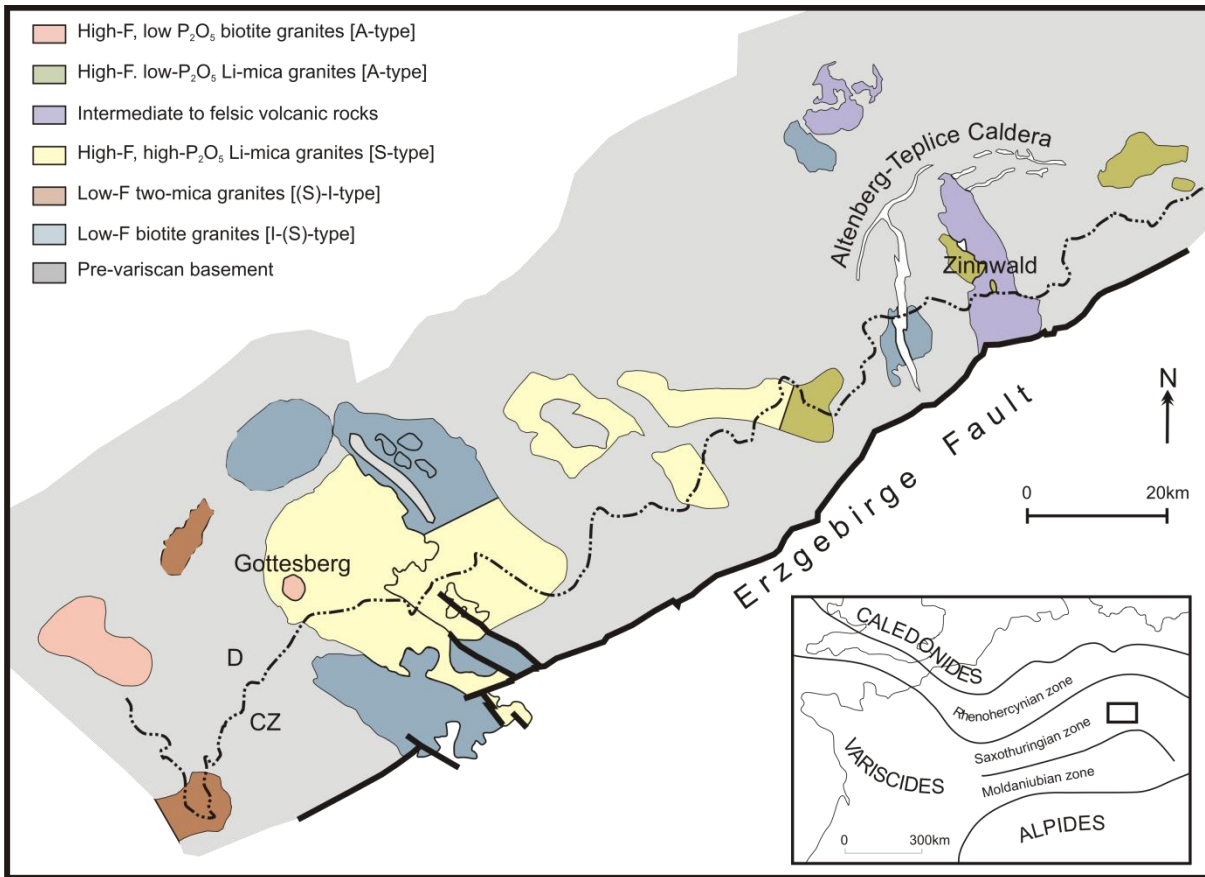 High-F, low P₂O₅ biotite granites [A-type]
High-F. low-P₂O₅ Li-mica granites [A-type]
Intermediate to felsic volcanic rocks
High-F, high-P₂O₅ Li-mica granites [S-type]
Low-F two-mica granites [(S)-I-type]
Low-F biotite granites [I-(S)-type]
Pre-variscan basement
Altenberg-Teplice Caldera
Zinnwald
Gottesberg
D
CZ
Erzgebirge Fault
N
0 20km
CALEDONIDES
Rhenohercynian zone
Saxothuringian zone
VARISCIDES
Moldaniubian zone
ALPIDES
0 300km